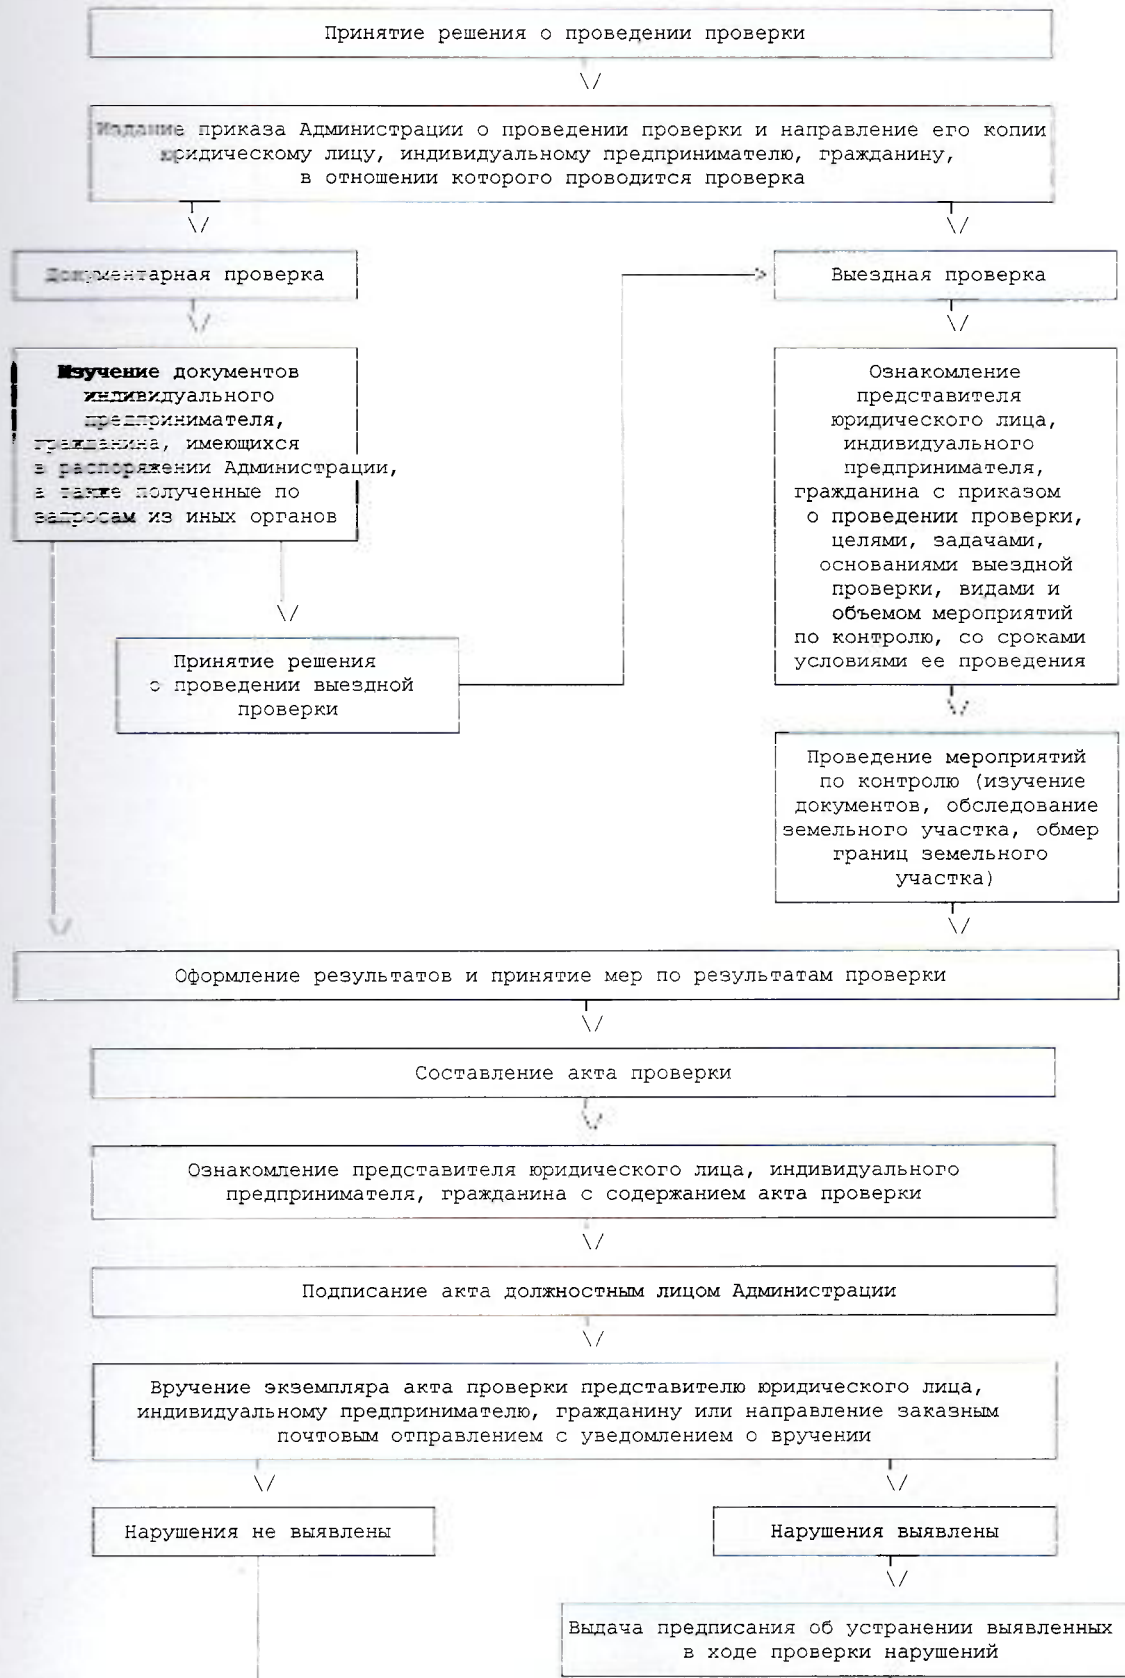 Принятие решения о проведении проверки
Издание приказа Администрации о проведении проверки и направление его копии
юридическому лицу, индивидуальному предпринимателю, гражданину,
в отношении которого проводится проверка
Документарная проверка
Выездная проверка
Изучение документов
индивидуального
предпринимателя,
гражданина, имеющихся
в распоряжении Администрации,
а также полученные по
запросам из иных органов
Ознакомление
представителя
юридического лица,
индивидуального
предпринимателя,
гражданина с приказом
о проведении проверки,
целями, задачами,
основаниями выездной
проверки, видами и
объемом мероприятий
по контролю, со сроками
условиями ее проведения
Принятие решения
о проведении выездной
проверки
Проведение мероприятий
по контролю (изучение
документов, обследование
земельного участка, обмер
границ земельного
участка)
Оформление результатов и принятие мер по результатам проверки
Составление акта проверки
Ознакомление представителя юридического лица, индивидуального
предпринимателя, гражданина с содержанием акта проверки
Подписание акта должностным лицом Администрации
Вручение экземпляра акта проверки представителю юридического лица,
индивидуальному предпринимателю, гражданину или направление заказным
почтовым отправлением с уведомлением о вручении
Нарушения не выявлены
Нарушения выявлены
Выдача предписания об устранении выявленных
в ходе проверки нарушений